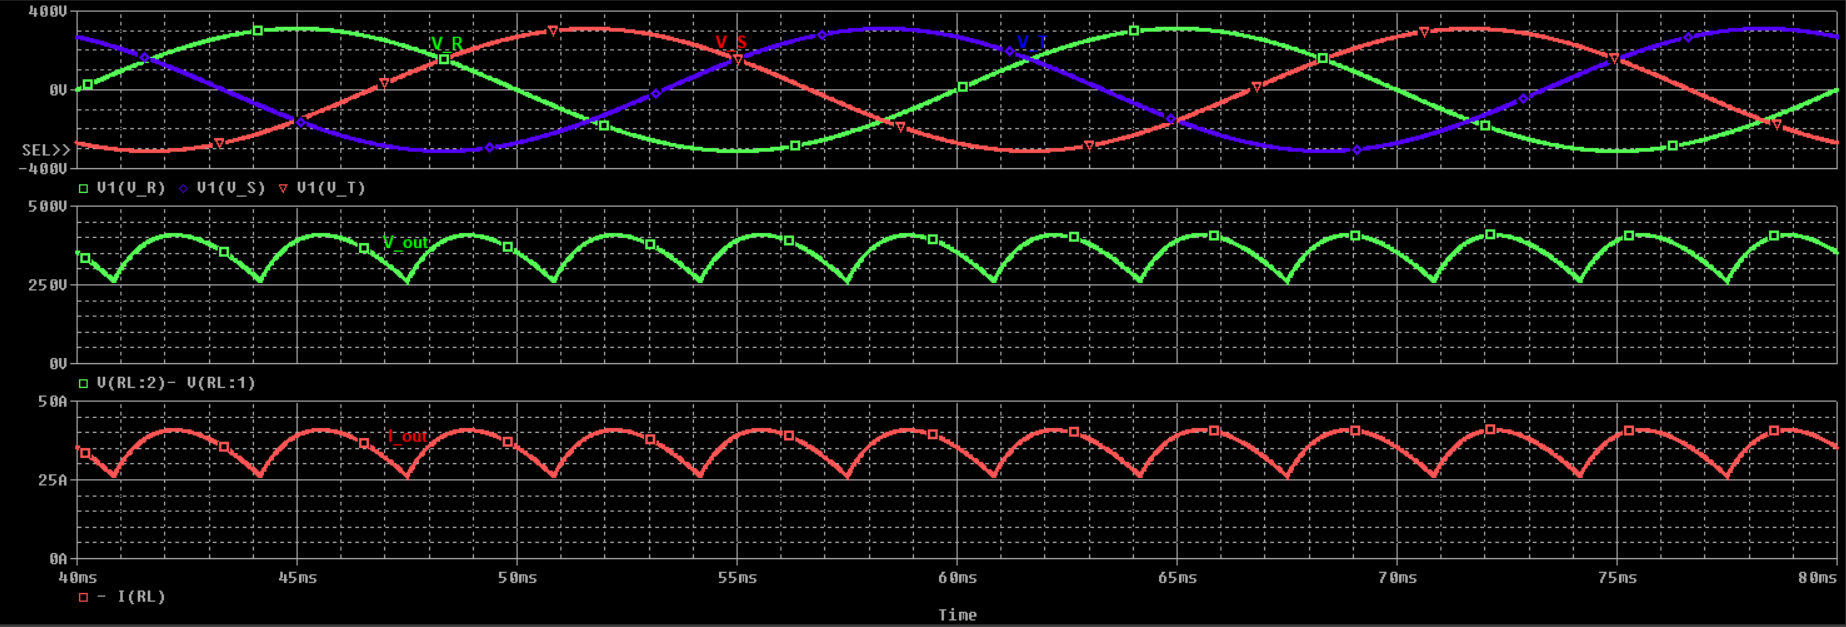 400V
V_R V_S V_T
0V
SEL>>
-400V
V1(V_R) V1(V_S) V1(V_T)
500V
V_out
250V
0V
V(RL:2)- V(RL:1)
50A
I_out
25A
0A
40ms 45ms 50ms 55ms 60ms 65ms 70ms 75ms 80ms
- I(RL)
Time